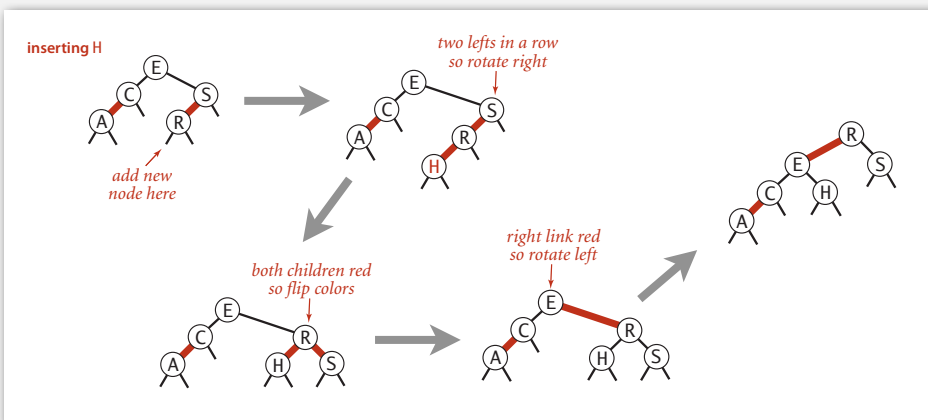 inserting H
E
C
S
A
R
add new
node here
two lefts in a row
so rotate right
E
C
S
A
R
H
both children red
so flip colors
E
C
R
A
H
S
right link red
so rotate left
E
C
R
A
H
S
R
E
S
C
H
A